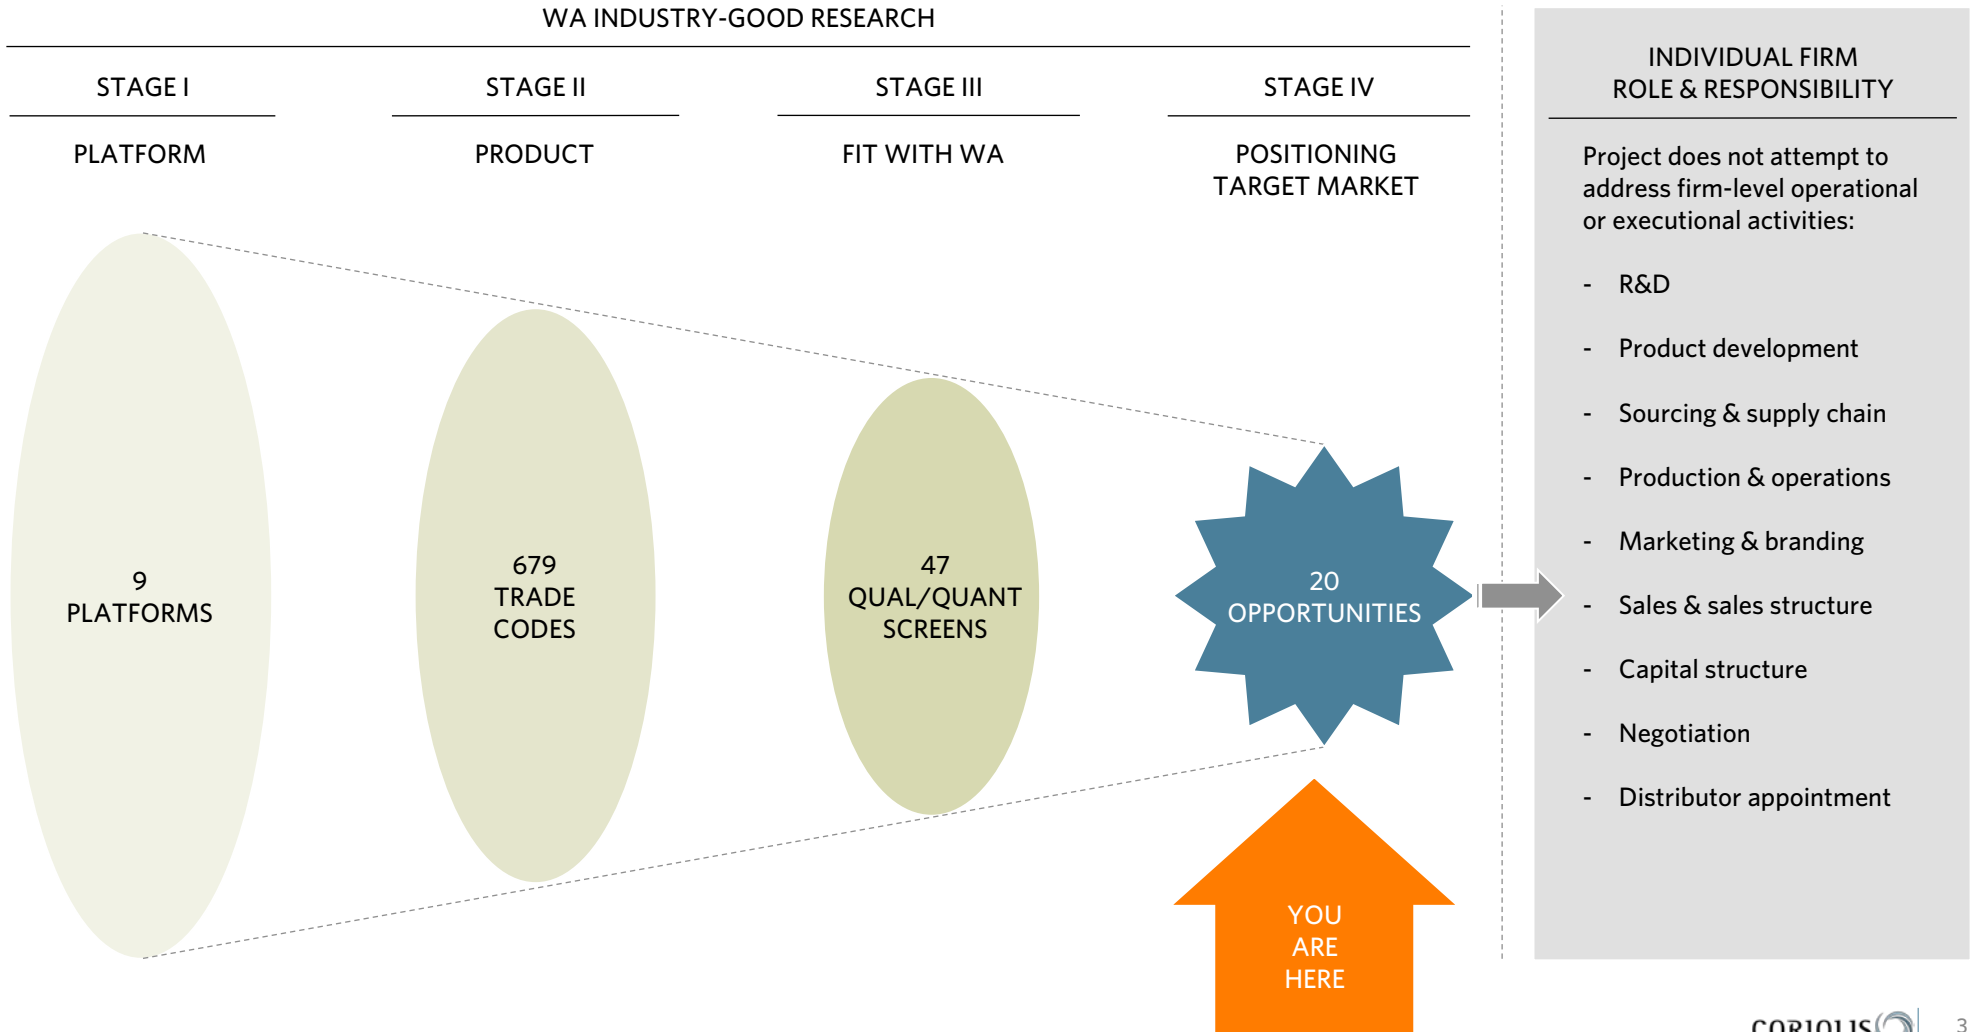 WA INDUSTRY-GOOD RESEARCH
STAGE I
PLATFORM
STAGE II
PRODUCT
STAGE III
FIT WITH WA
STAGE IV
POSITIONING
TARGET MARKET
9
PLATFORMS
679
TRADE
CODES
47
QUAL/QUANT
SCREENS
20
OPPORTUNITIES
YOU
ARE
HERE
INDIVIDUAL FIRM
ROLE & RESPONSIBILITY
Project does not attempt to
address firm-level operational
or executional activities:
- R&D
- Product development
- Sourcing & supply chain
- Production & operations
- Marketing & branding
- Sales & sales structure
- Capital structure
- Negotiation
- Distributor appointment
CORIOLIS
3